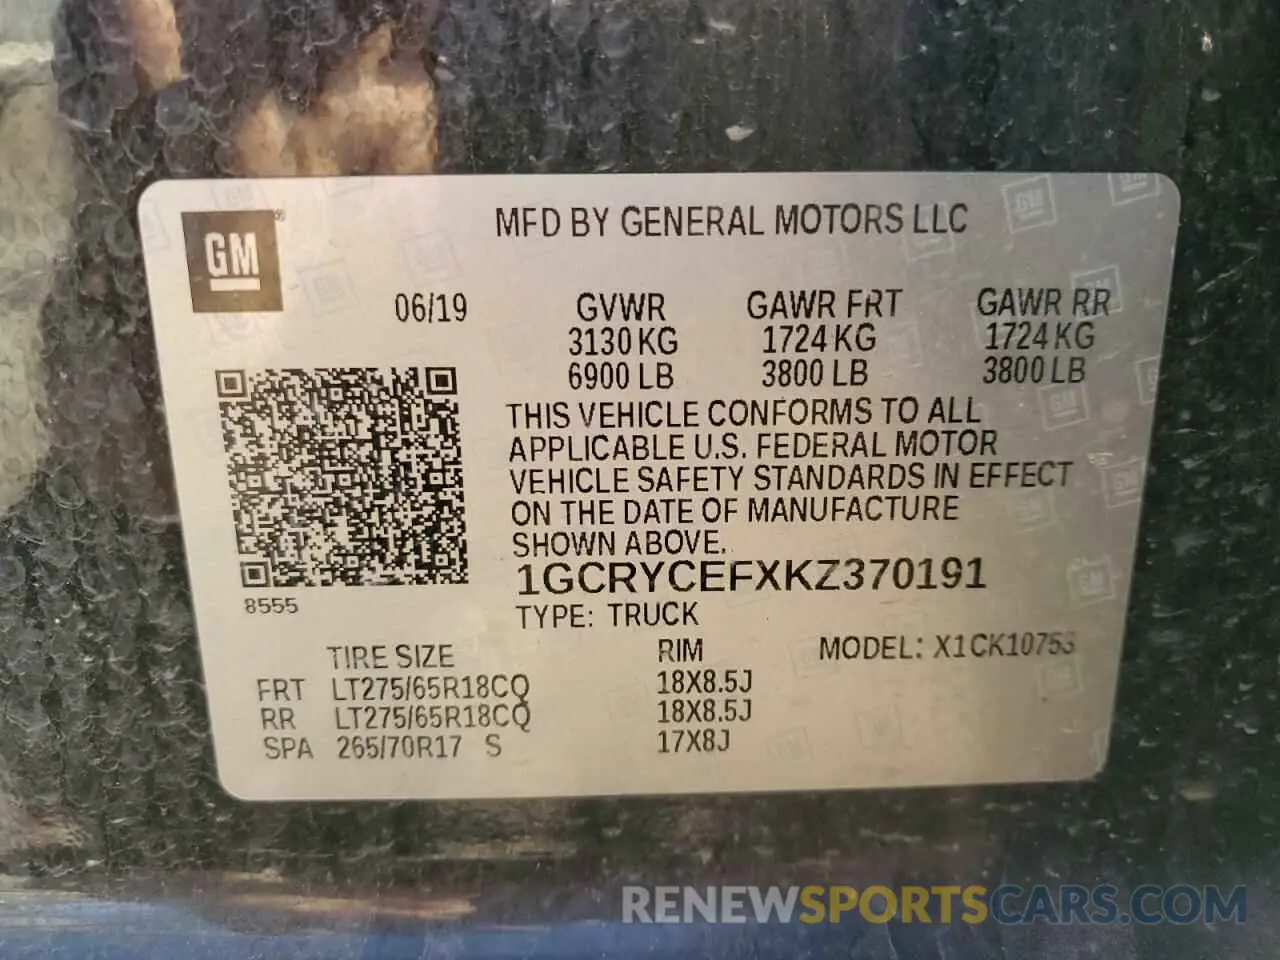 GM
MFD BY GENERAL MOTORS LLC
06/19 GVWR GAWR FRT GAWR RR
3130 KG 1724 KG 1724 KG
6900 LB 3800 LB 3800 LB
THIS VEHICLE CONFORMS TO ALL
APPLICABLE U.S. FEDERAL MOTOR
VEHICLE SAFETY STANDARDS IN EFFECT
ON THE DATE OF MANUFACTURE
SHOWN ABOVE.
1GCRYCEFXKZ370191
8555
TYPE: TRUCK
TIRE SIZE RIM MODEL: X1CK10753
FRT LT275/65R18CQ 18X8.5J
RR LT275/65R18CQ 18X8.5J
SPA 265/70R17 S 17X8J
RENEWSPORTSCARS.COM